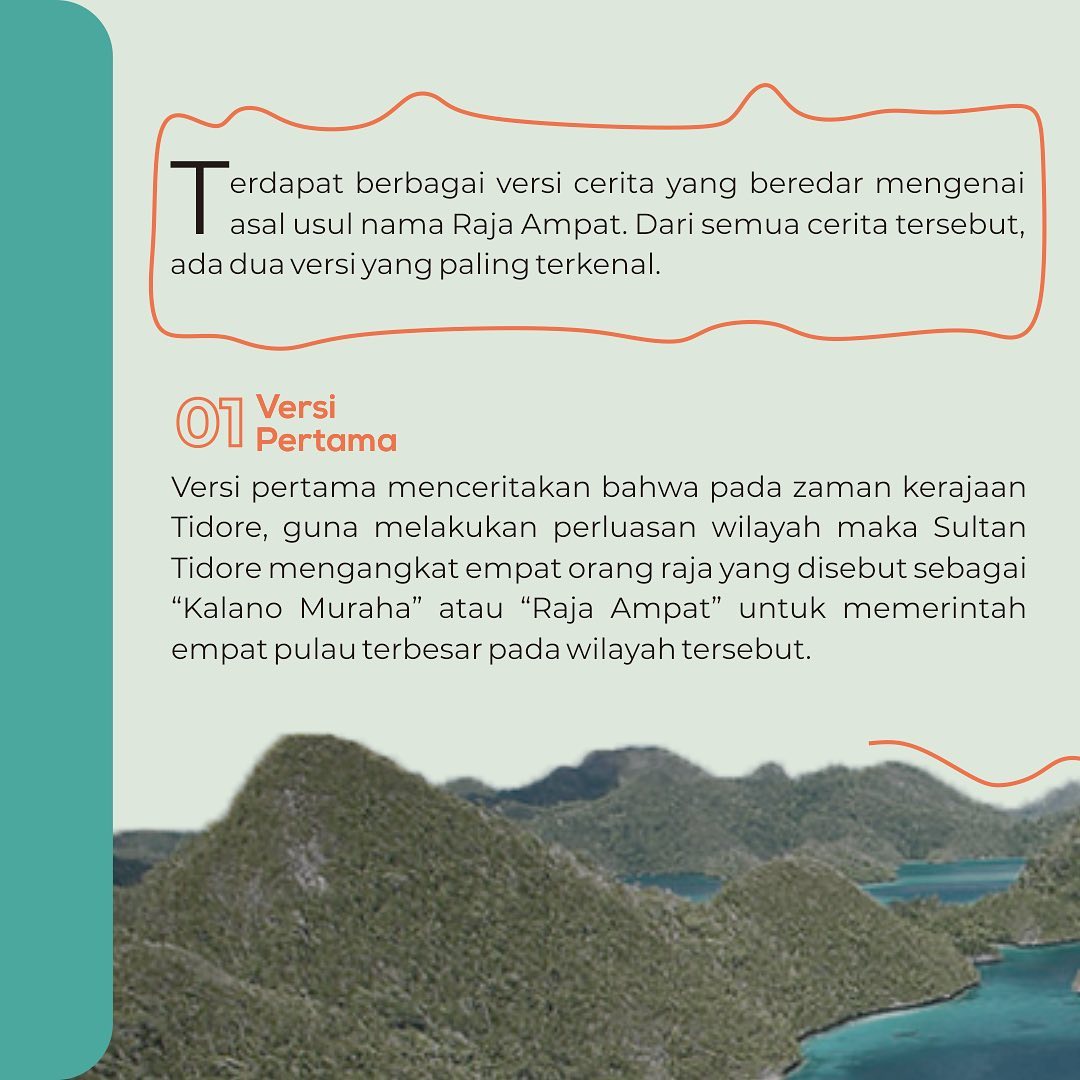 Terdapat berbagai versi cerita yang beredar mengenai
asal usul nama Raja Ampat. Dari semua cerita tersebut,
ada dua versi yang paling terkenal.
01 Versi
Pertama
Versi pertama menceritakan bahwa pada zaman kerajaan
Tidore, guna melakukan perluasan wilayah maka Sultan
Tidore mengangkat empat orang raja yang disebut sebagai
“Kalano Muraha” atau “Raja Ampat” untuk memerintah
empat pulau terbesar pada wilayah tersebut.